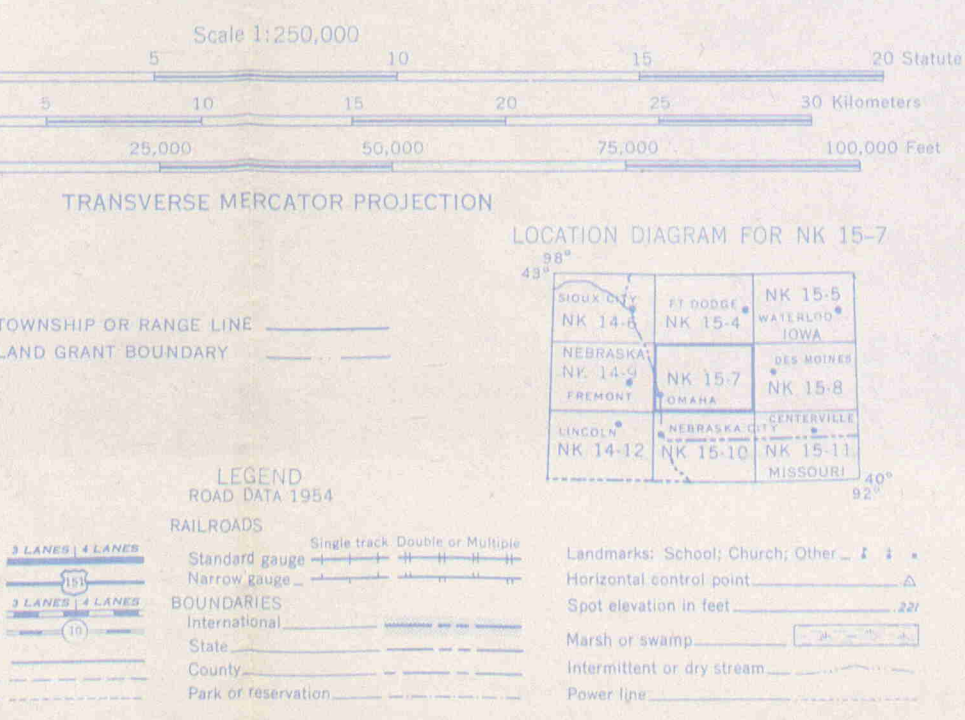 Scale 1:250,000
5 10 15 20 Statute
5 10 15 20 25 30 Kilometers
25,000 50,000 75,000 100,000 Feet
TRANSVERSE MERCATOR PROJECTION
LOCATION DIAGRAM FOR NK 15-7
98°
43°
SIOUX CITY
NK 14-6
FT DODGE
NK 15-4
NK 15-5
WATERLOO
IOWA
NEBRASKA
NK 14-9
FREMONT
NK 15-7
OMAHA
DES MOINES
NK 15-8
LINCOLN
NK 14-12
NEBRASKA CITY
NK 15-10
CENTERVILLE
NK 15-11
MISSOURI
40°
92°
TOWNSHIP OR RANGE LINE
LAND GRANT BOUNDARY
LEGEND
ROAD DATA 1954
3 LANES | 4 LANES
151
3 LANES | 4 LANES
10
RAILROADS
Single track Double or Multiple
Standard gauge
Narrow gauge
BOUNDARIES
International
State
County
Park or reservation
Landmarks: School; Church; Other
Horizontal control point
Spot elevation in feet .221
Marsh or swamp
Intermittent or dry stream
Power line